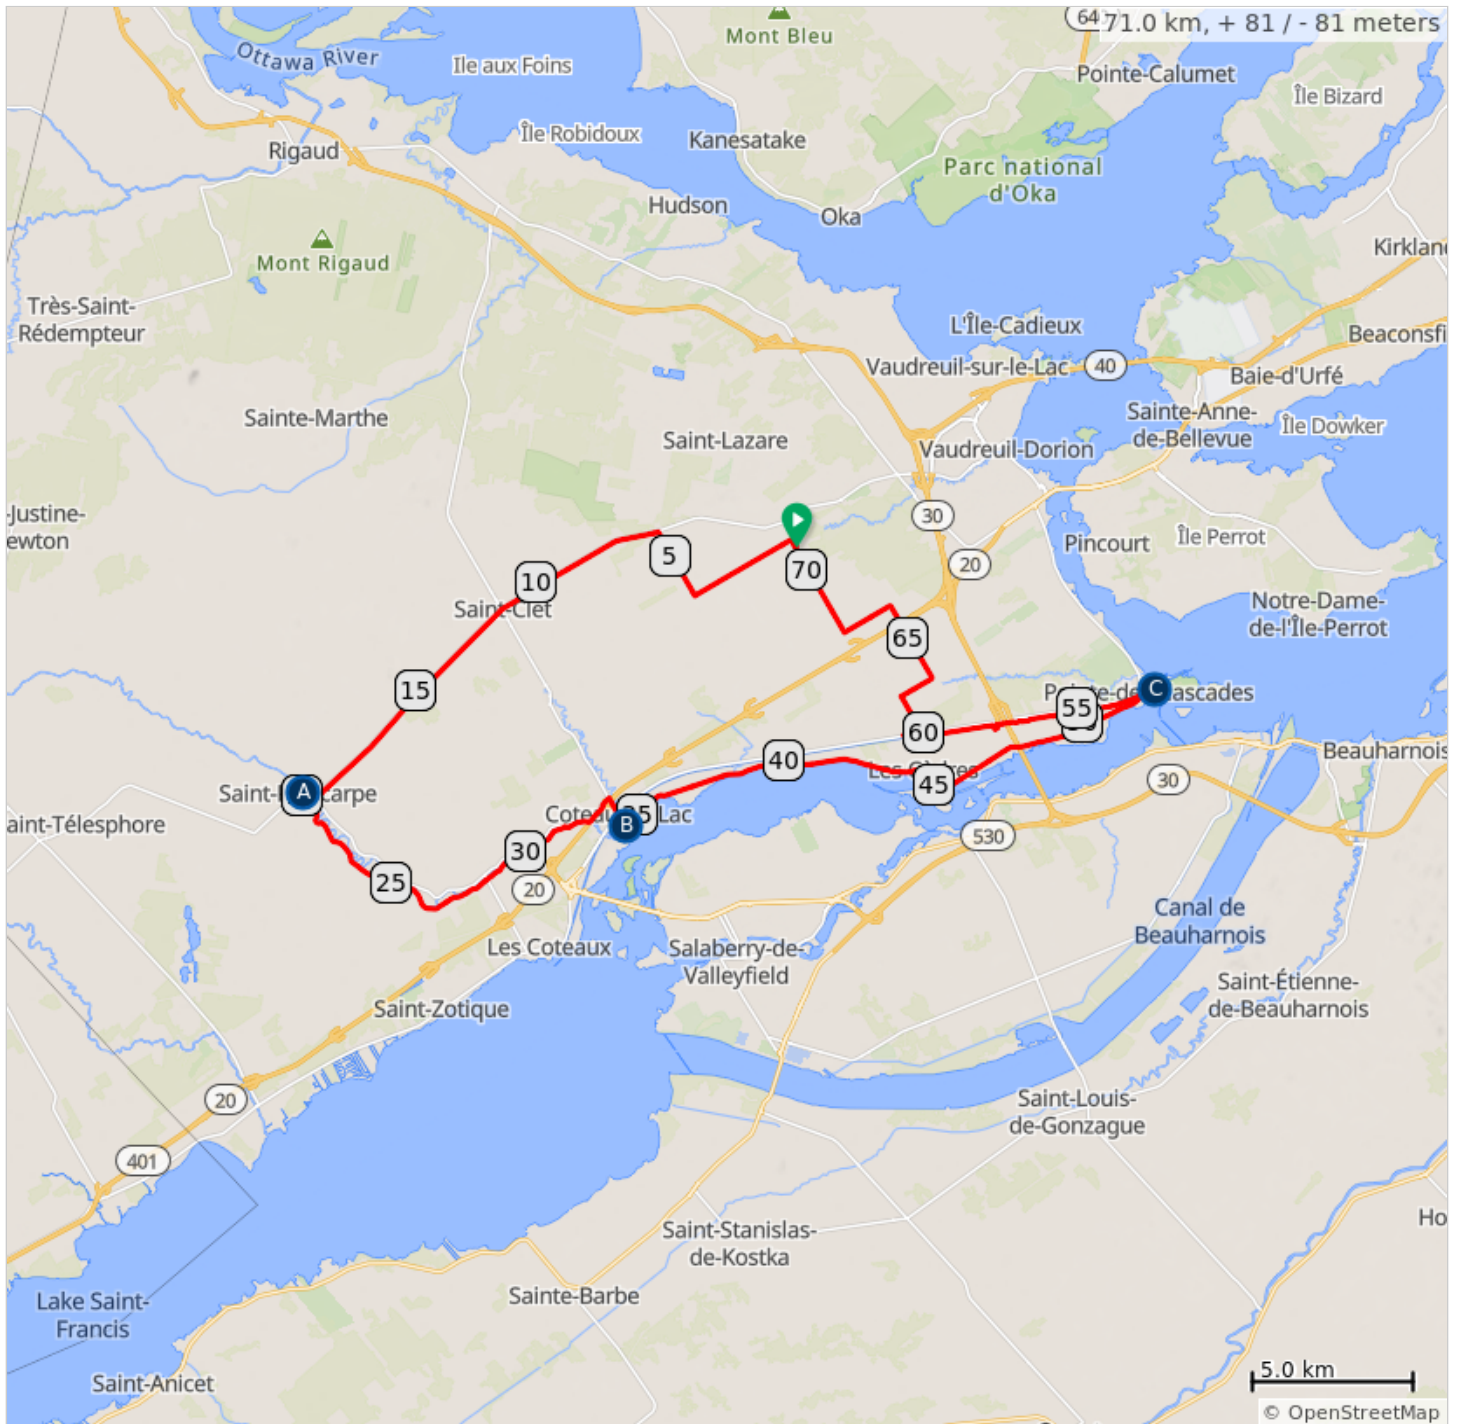 64
71.0 km, + 81 / - 81 meters
Mont Bleu
Ottawa River
Ile aux Foins
Pointe-Calumet
Île Bizard
Île Robidoux
Kanesatake
Rigaud
Parc national
d'Oka
Hudson
Oka
Kirkland
Mont Rigaud
Très-Saint-
Rédempteur
L'Île-Cadieux
Beaconsfi
Vaudreuil-sur-le-Lac
40
Baie-d'Urfé
Sainte-Marthe
Sainte-Anne-
de-Bellevue
Île Dowker
Saint-Lazare
Vaudreuil-Dorion
-Justine-
ewton
30
Île Perrot
Pincourt
5
20
70
10
Saint-Clet
Notre-Dame-
de-l'Île-Perrot
65
15
C
55
60
Beauharnois
40
Les Cèdres
45
30
A
B
aint-Télesphore
530
30
25
20
Canal de
Beauharnois
Les Coteaux
Salaberry-de-
Valleyfield
Saint-Étienne-
de-Beauharnois
Saint-Zotique
20
Saint-Louis-
de-Gonzague
401
Saint-Stanislas-
de-Kostka
Ho
Sainte-Barbe
Lake Saint-
Francis
5.0 km
Saint-Anicet
© OpenStreetMap